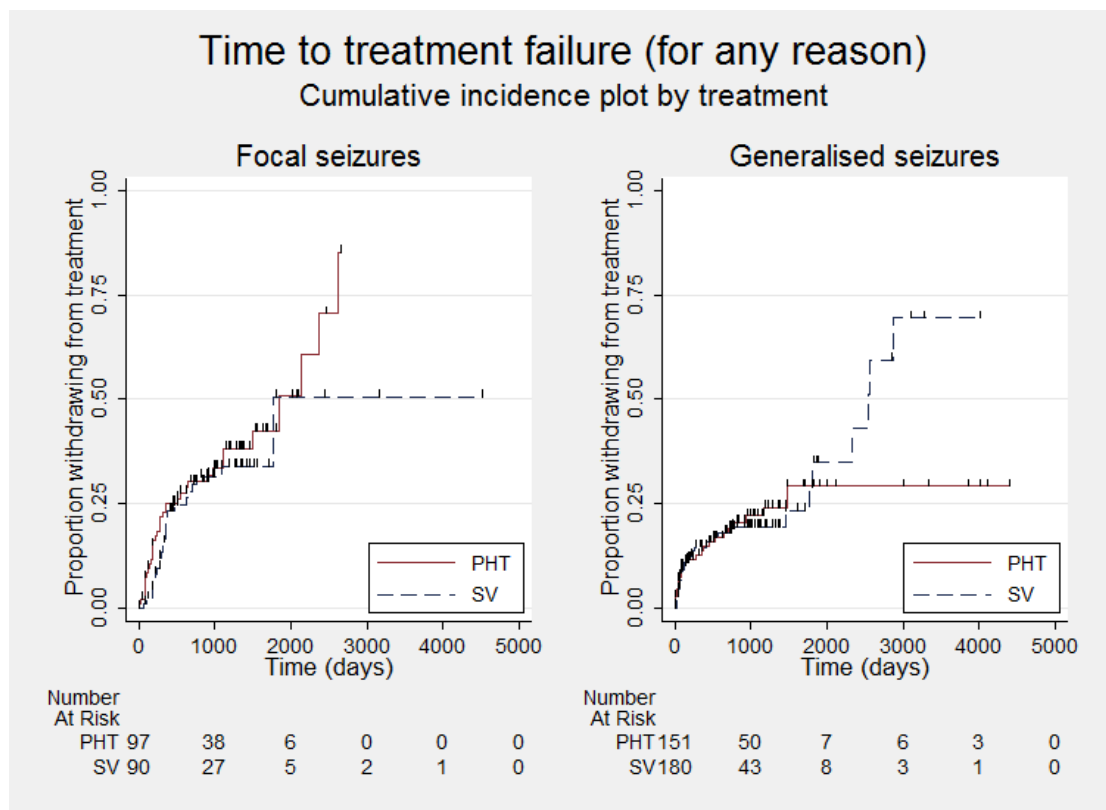 Time to treatment failure (for any reason)
Cumulative incidence plot by treatment
Focal seizures
Proportion withdrawing from treatment
1.00
0.75
0.50
0.25
0.00
PHT
SV
0 1000 2000 3000 4000 5000
Time (days)
Number
At Risk
PHT 97 38 6 0 0 0
SV 90 27 5 2 1 0
Generalised seizures
Proportion withdrawing from treatment
1.00
0.75
0.50
0.25
0.00
PHT
SV
0 1000 2000 3000 4000 5000
Time (days)
Number
At Risk
PHT151 50 7 6 3 0
SV180 43 8 3 1 0